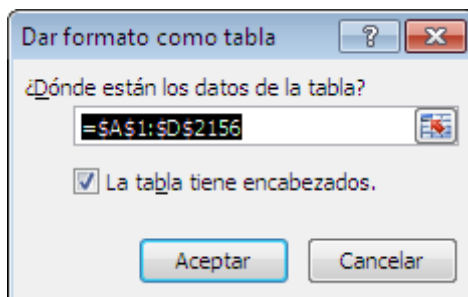 Dar formato como tabla
¿Dónde están los datos de la tabla?
=$A$1:$D$2156
La tabla tiene encabezados.
Aceptar Cancelar